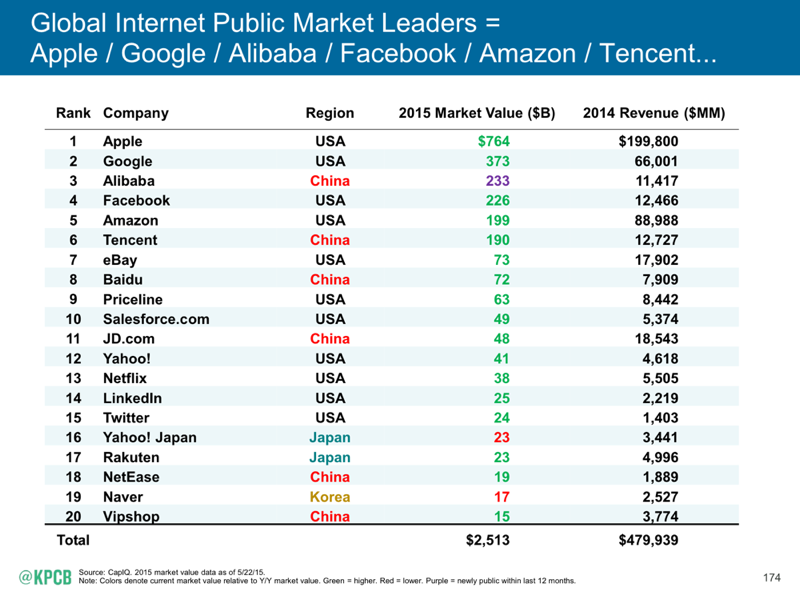 Global Internet Public Market Leaders =
Apple / Google / Alibaba / Facebook / Amazon / Tencent...
Rank Company Region 2015 Market Value ($B) 2014 Revenue ($MM)
1 Apple USA $764 $199,800
2 Google USA 373 66,001
3 Alibaba China 233 11,417
4 Facebook USA 226 12,466
5 Amazon USA 199 88,988
6 Tencent China 190 12,727
7 eBay USA 73 17,902
8 Baidu China 72 7,909
9 Priceline USA 63 8,442
10 Salesforce.com USA 49 5,374
11 JD.com China 48 18,543
12 Yahoo! USA 41 4,618
13 Netflix USA 38 5,505
14 LinkedIn USA 25 2,219
15 Twitter USA 24 1,403
16 Yahoo! Japan Japan 23 3,441
17 Rakuten Japan 23 4,996
18 NetEase China 19 1,889
19 Naver Korea 17 2,527
20 Vipshop China 15 3,774
Total $2,513 $479,939
@KPCB
Source: CapIQ. 2015 market value data as of 5/22/15.
Note: Colors denote current market value relative to Y/Y market value. Green = higher. Red = lower. Purple = newly public within last 12 months.
174